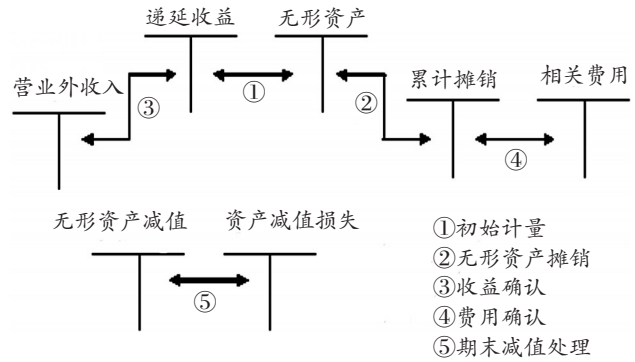 递延收益 无形资产
营业外收入 累计摊销 相关费用
① ② ③ ④
无形资产减值 资产减值损失
⑤
①初始计量
②无形资产摊销
③收益确认
④费用确认
⑤期末减值处理